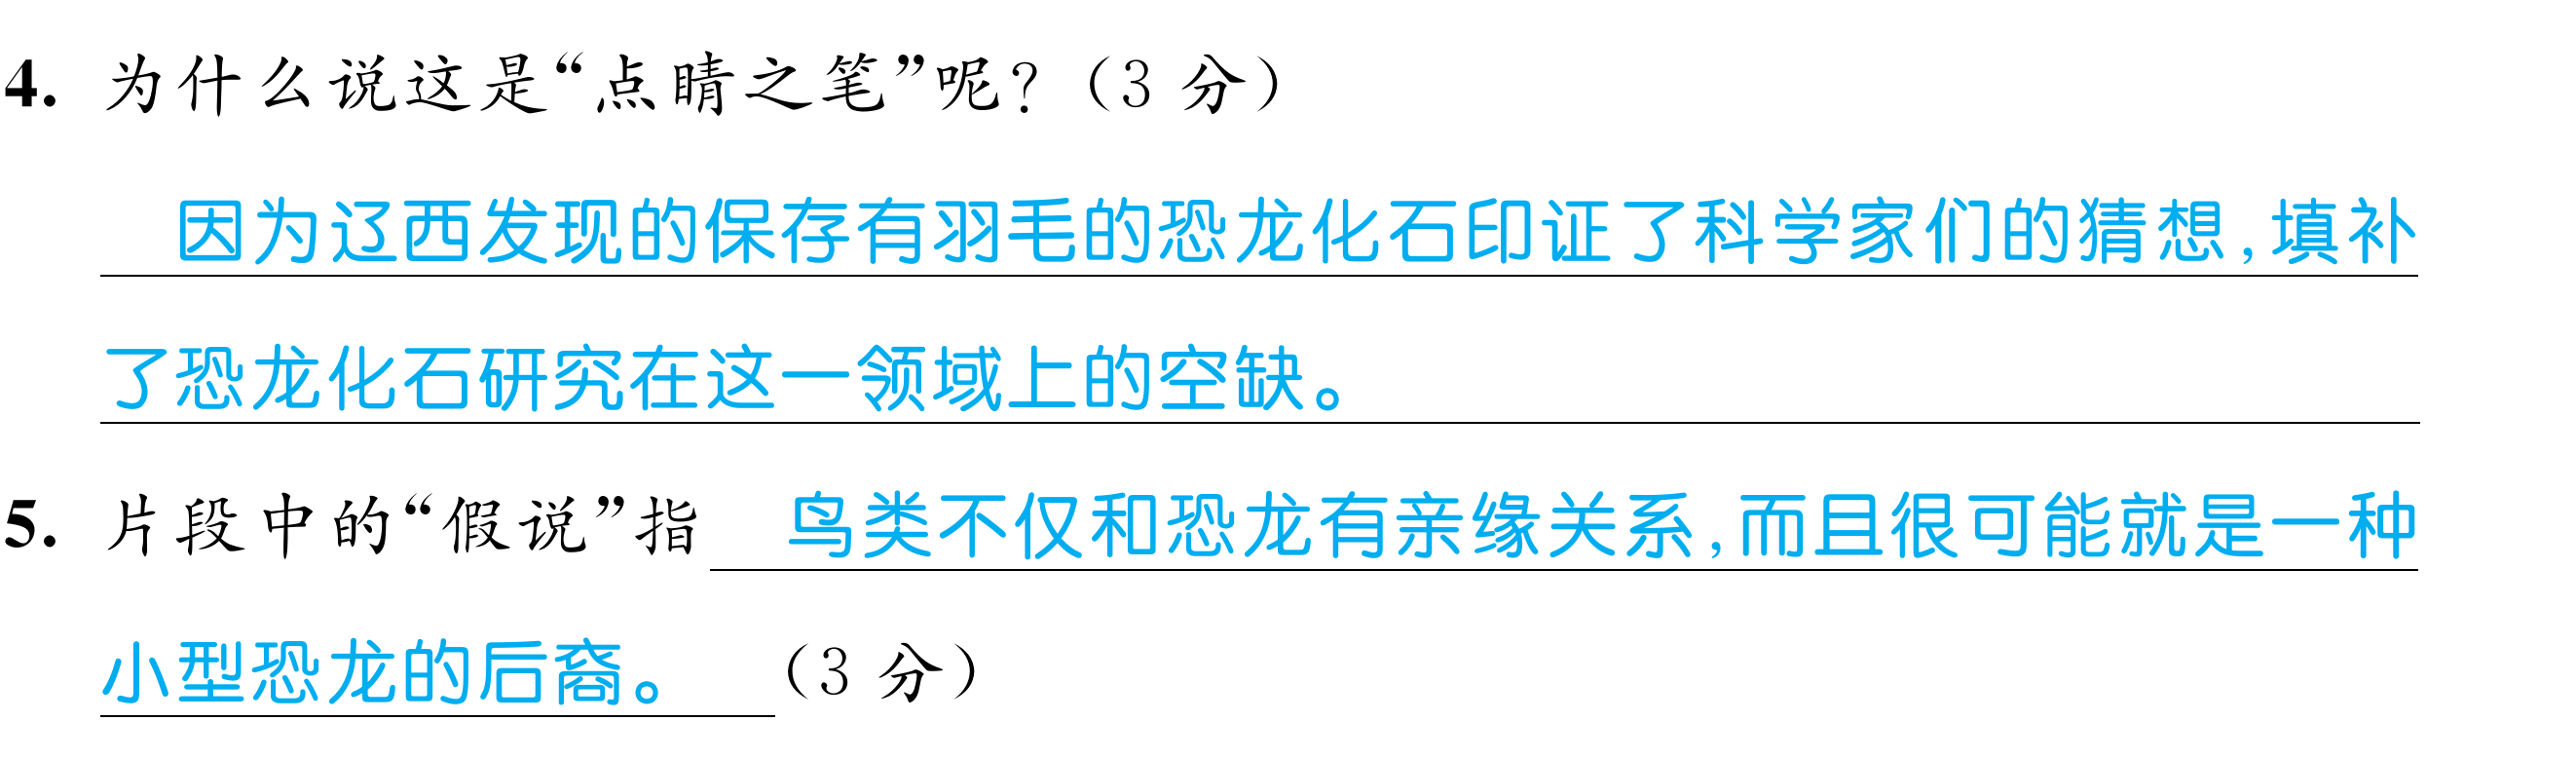 4. 为什么说这是“点睛之笔”呢？（3 分）
因为辽西发现的保存有羽毛的恐龙化石印证了科学家们的猜想，填补
了恐龙化石研究在这一领域上的空缺。
5. 片段中的“假说”指 鸟类不仅和恐龙有亲缘关系，而且很可能就是一种
小型恐龙的后裔。 （3 分）